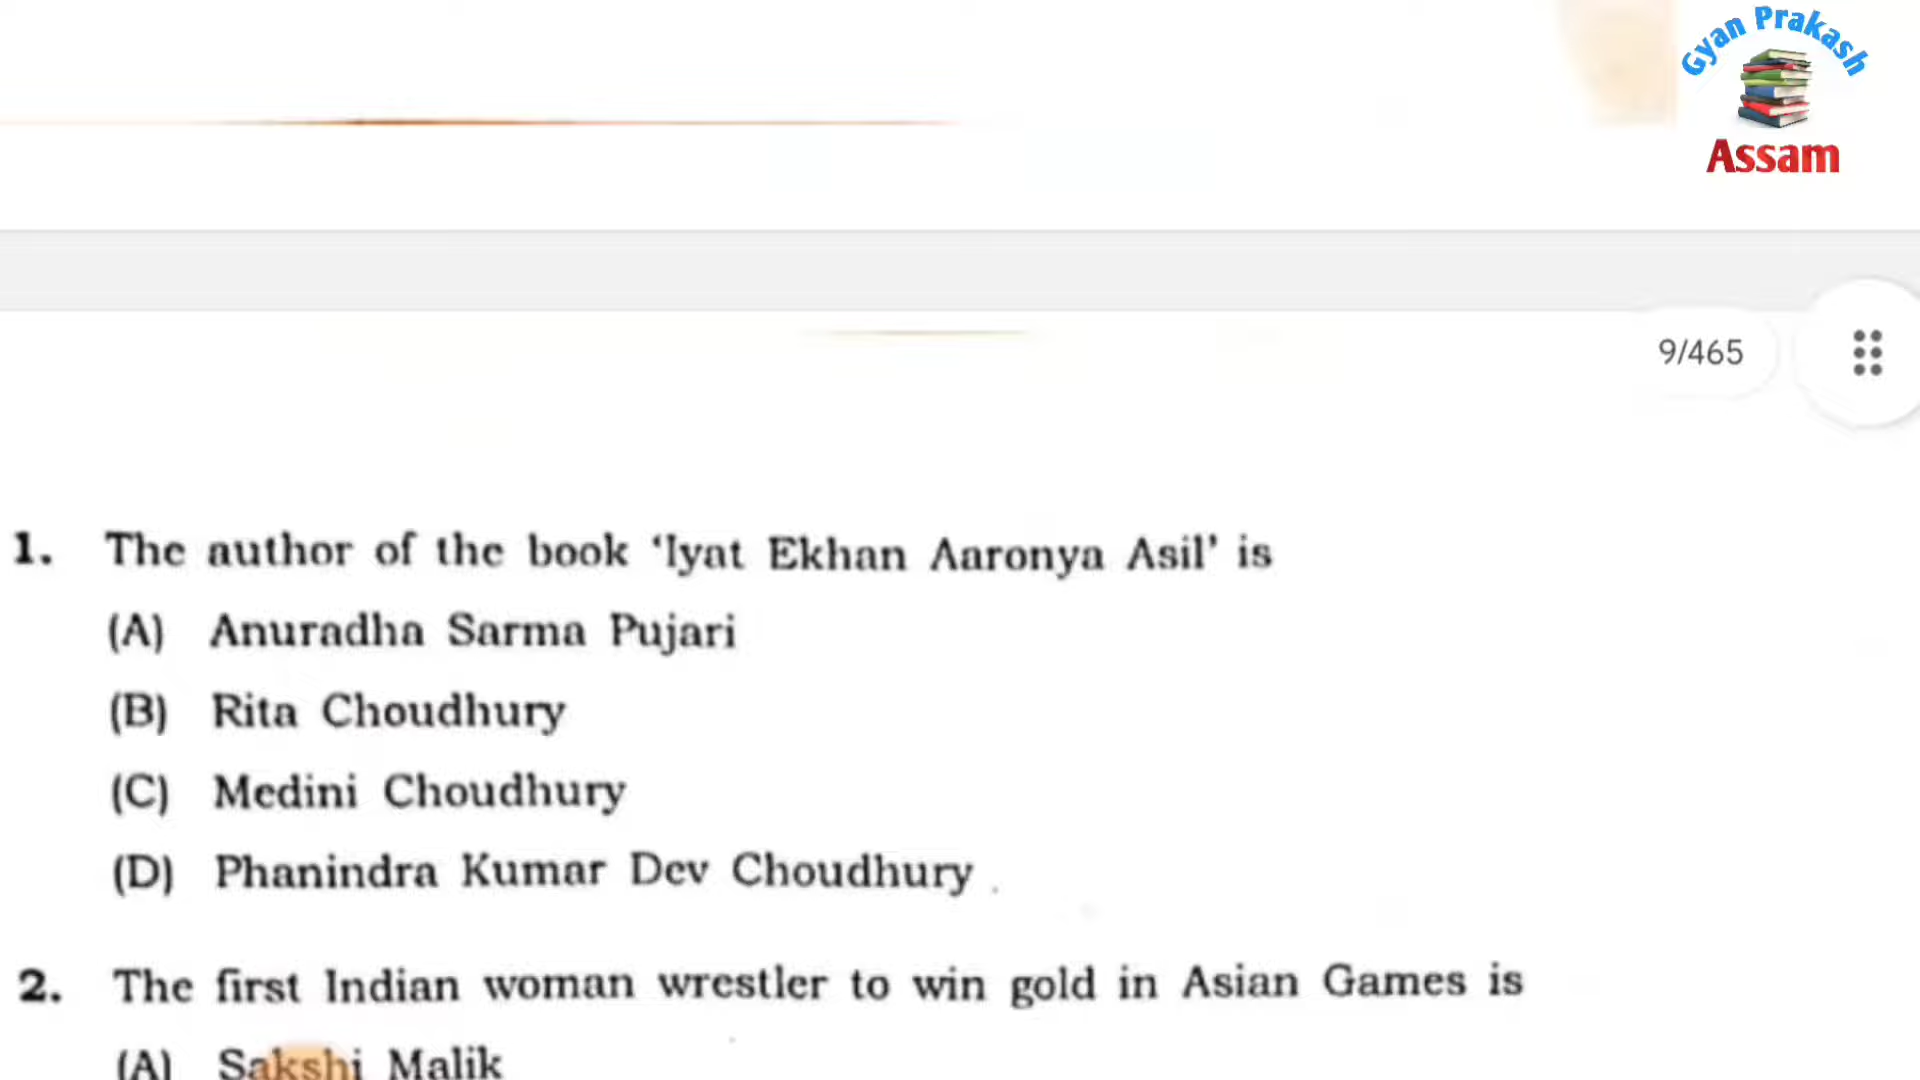 Gyan Prakash
Assam
9/465
1. The author of the book ‘Iyat Ekhan Aaronya Asil’ is
(A) Anuradha Sarma Pujari
(B) Rita Choudhury
(C) Medini Choudhury
(D) Phanindra Kumar Dev Choudhury
2. The first Indian woman wrestler to win gold in Asian Games is
(A) Sakshi Malik